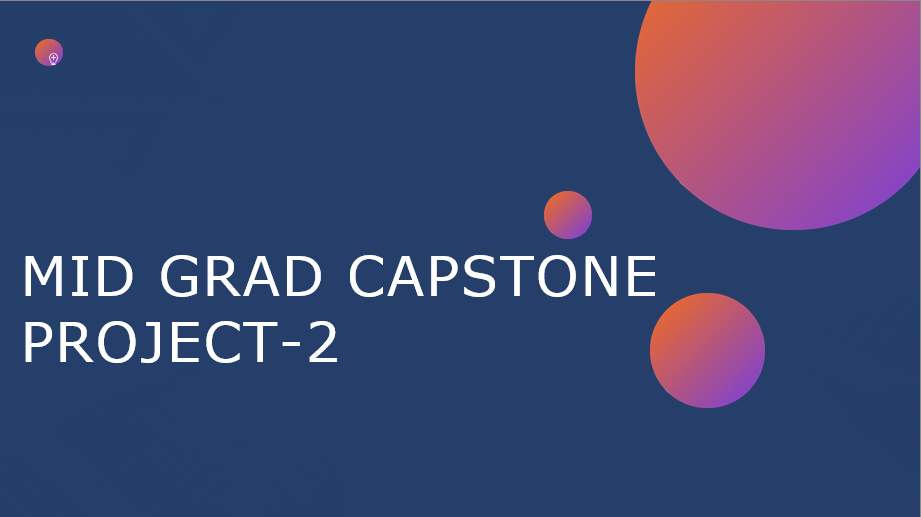 MID GRAD CAPSTONE
PROJECT-2